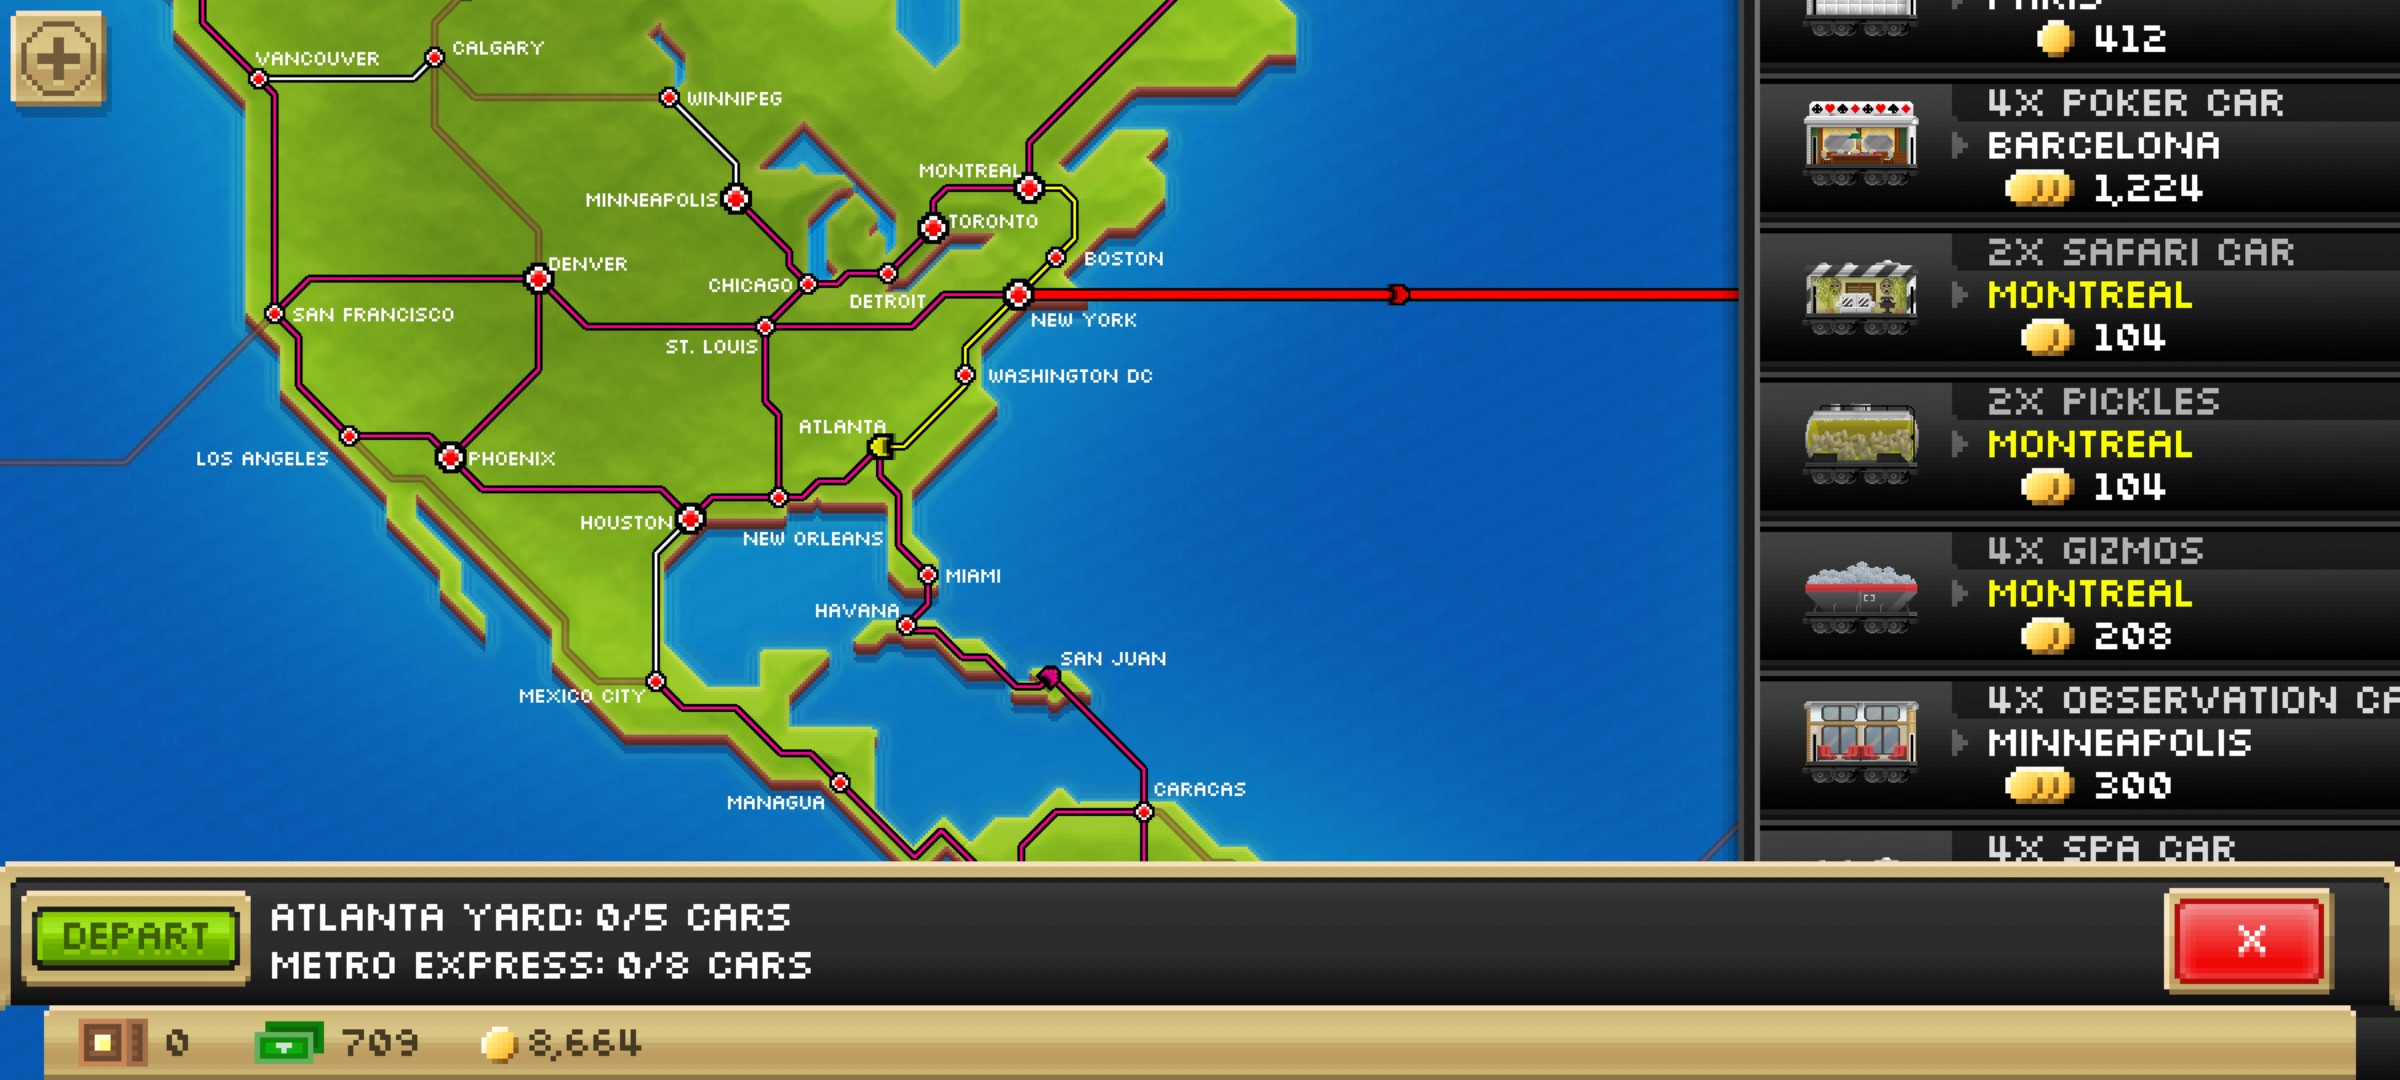 VANCOUVER
CALGARY
WINNIPEG
MONTREAL
MINNEAPOLIS
TORONTO
BOSTON
DENVER
CHICAGO
DETROIT
SAN FRANCISCO
NEW YORK
ST. LOUIS
WASHINGTON DC
ATLANTA
LOS ANGELES
PHOENIX
HOUSTON
NEW ORLEANS
MIAMI
HAVANA
SAN JUAN
MEXICO CITY
CARACAS
MANAGUA
PARIS
412
4X POKER CAR
BARCELONA
1,224
2X SAFARI CAR
MONTREAL
104
2X PICKLES
MONTREAL
104
4X GIZMOS
MONTREAL
208
4X OBSERVATION CA
MINNEAPOLIS
300
4X SPA CAR
DEPART
ATLANTA YARD: 0/5 CARS
METRO EXPRESS: 0/8 CARS
X
0
709
8,664